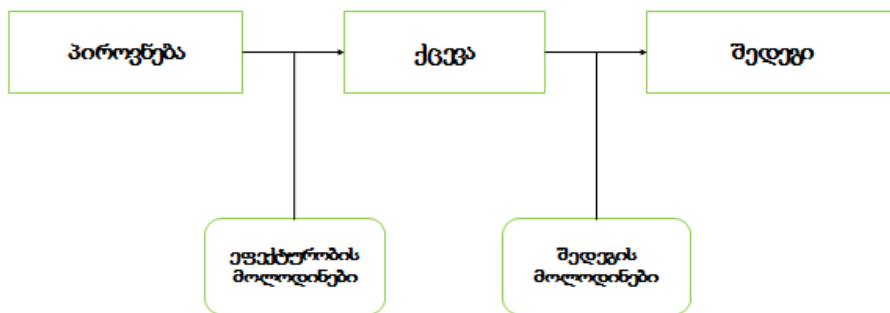 პიროვნება
ქცევა
შედეგი
ეფექტურობის
მოლოდინები
შედეგის
მოლოდინები